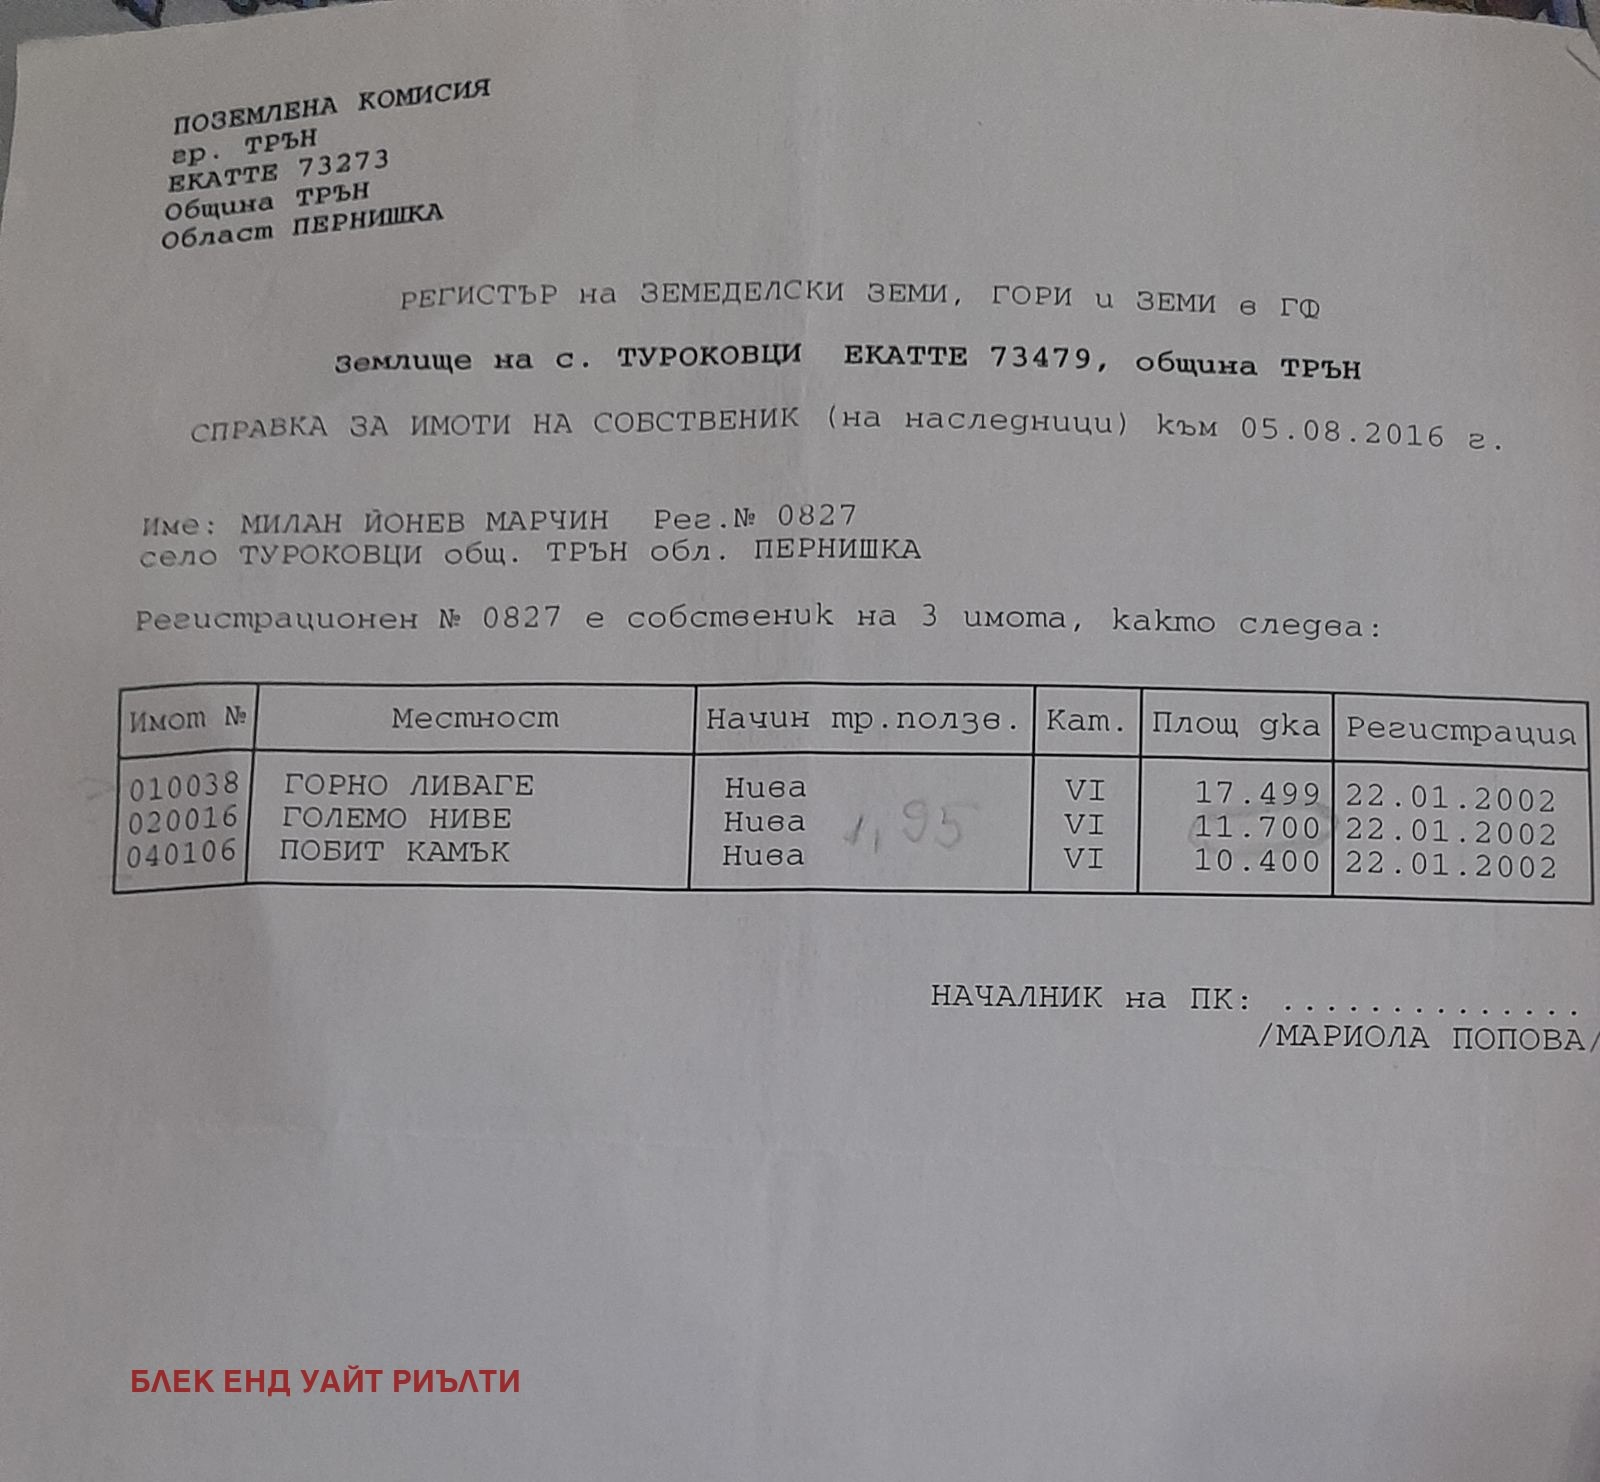 ПОЗЕМЛЕНА КОМИСИЯ
гр. ТРЪН
ЕКАТТЕ 73273
Община ТРЪН
Област ПЕРНИШКА
РЕГИСТЪР на ЗЕМЕДЕЛСКИ ЗЕМИ, ГОРИ и ЗЕМИ в ГФ
Землище на с. ТУРОКОВЦИ ЕКАТТЕ 73479, община ТРЪН
СПРАВКА ЗА ИМОТИ НА СОБСТВЕНИК (на наследници) към 05.08.2016 г.
Име: МИЛАН ЙОНЕВ МАРЧИН Рег.№ 0827
село ТУРОКОВЦИ общ. ТРЪН обл. ПЕРНИШКА
Регистрационен № 0827 е собственик на 3 имота, както следва:
Имот № Местност Начин тр.ползв. Кат. Площ дка Регистрация
010038 ГОРНО ЛИВАГЕ Нива VI 17.499 22.01.2002
020016 ГОЛЕМО НИВЕ Нива 1,95 VI 11.700 22.01.2002
040106 ПОБИТ КАМЪК Нива VI 10.400 22.01.2002
НАЧАЛНИК на ПК: ..............
/МАРИОЛА ПОПОВА/
БЛЕК ЕНД УАЙТ РИЪЛТИ